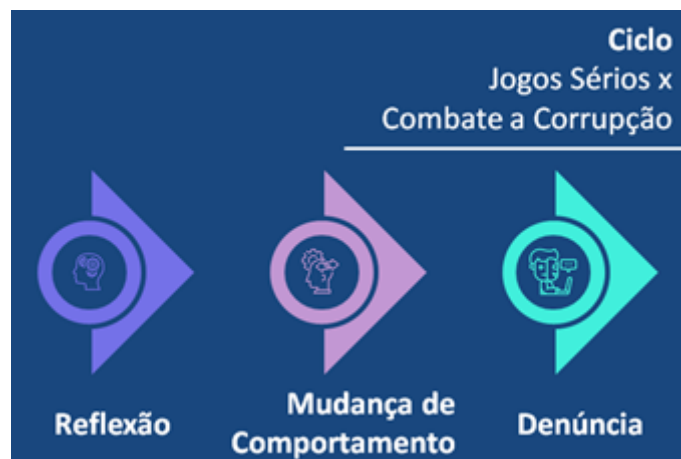 Ciclo
Jogos Sérios x
Combate a Corrupção
Reflexão
Mudança de
Comportamento
Denúncia